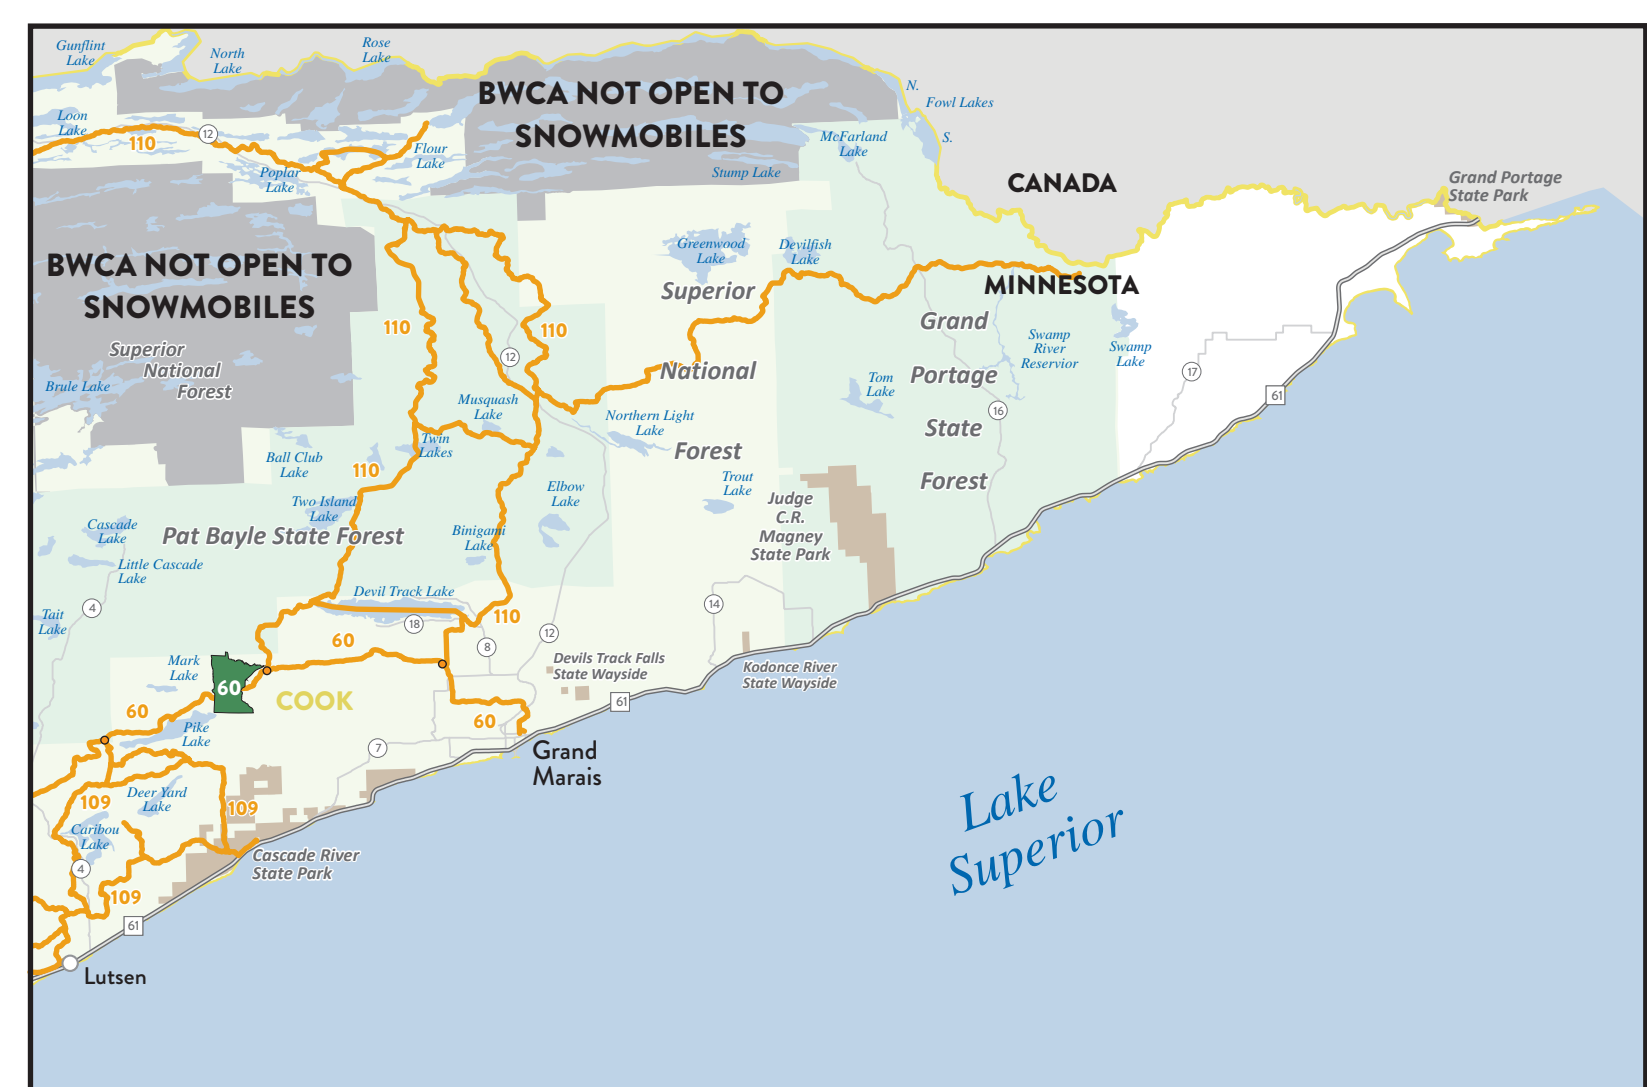 Gunflint
Lake
North
Lake
Rose
Lake
BWCA NOT OPEN TO
SNOWMOBILES
N.
Fowl Lakes
S.
Loon
Lake
110
12
Flour
Lake
Poplar
Lake
McFarland
Lake
Stump Lake
CANADA
Grand Portage
State Park
BWCA NOT OPEN TO
SNOWMOBILES
Greenwood
Lake
Devilfish
Lake
Superior
MINNESOTA
110
110
12
Grand
Swamp
River
Reservior
Swamp
Lake
Superior
National
Forest
Brule Lake
National
Tom
Lake
Portage
17
61
Musquash
Lake
Northern Light
Lake
16
State
Twin
Lakes
Ball Club
Lake
110
Forest
Forest
Trout
Lake
Elbow
Lake
Two Island
Lake
Judge
C.R.
Magney
State Park
Cascade
Lake
Pat Bayle State Forest
Binigami
Lake
Little Cascade
Lake
Devil Track Lake
4
Tait
Lake
18
110
14
60
8
12
Mark
Lake
60
Devils Track Falls
State Wayside
Kodonce River
State Wayside
COOK
61
60
60
Pike
Lake
7
Grand
Marais
109
Deer Yard
Lake
109
Caribou
Lake
Lake
Superior
4
Cascade River
State Park
109
61
Lutsen